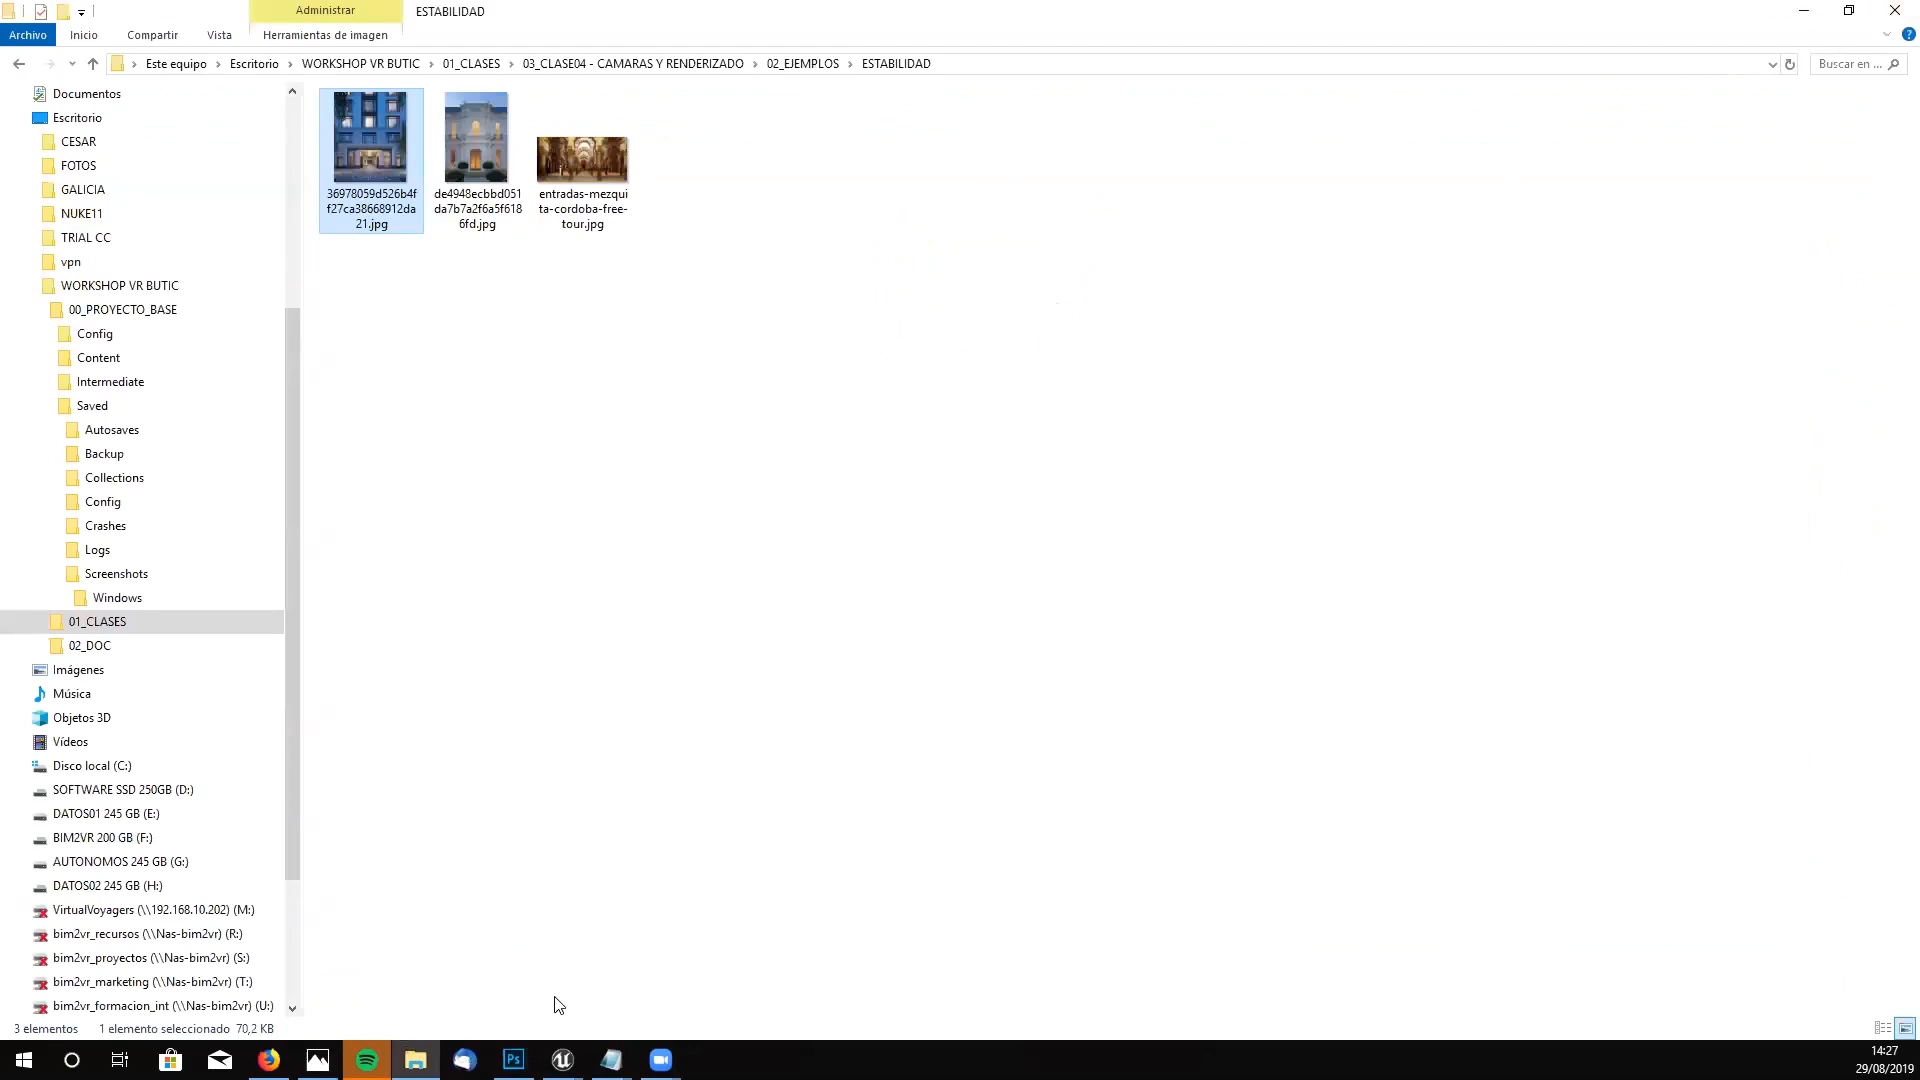 Administrar
ESTABILIDAD
Archivo
Inicio
Compartir
Vista
Herramientas de imagen
Este equipo
Escritorio
WORKSHOP VR BUTIC
01_CLASES
03_CLASE04 - CAMARAS Y RENDERIZADO
02_EJEMPLOS
ESTABILIDAD
Buscar en ...
Documentos
Escritorio
CESAR
FOTOS
GALICIA
NUKE11
TRIAL CC
vpn
WORKSHOP VR BUTIC
00_PROYECTO_BASE
Config
Content
Intermediate
Saved
Autosaves
Backup
Collections
Config
Crashes
Logs
Screenshots
Windows
01_CLASES
02_DOC
Imágenes
Música
Objetos 3D
Vídeos
Disco local (C:)
SOFTWARE SSD 250GB (D:)
DATOS01 245 GB (E:)
BIM2VR 200 GB (F:)
AUTONOMOS 245 GB (G:)
DATOS02 245 GB (H:)
VirtualVoyagers (\\192.168.10.202) (M:)
bim2vr_recursos (\\Nas-bim2vr) (R:)
bim2vr_proyectos (\\Nas-bim2vr) (S:)
bim2vr_marketing (\\Nas-bim2vr) (T:)
bim2vr_formacion_int (\\Nas-bim2vr) (U:)
36978059d526b4f
f27ca38668912da
21.jpg
de4948ecbbd051
da7b7a2f6a5f618
6fd.jpg
entradas-mezqui
ta-cordoba-free-
tour.jpg
3 elementos
1 elemento seleccionado 70,2 KB
Ps
14:27
29/08/2019